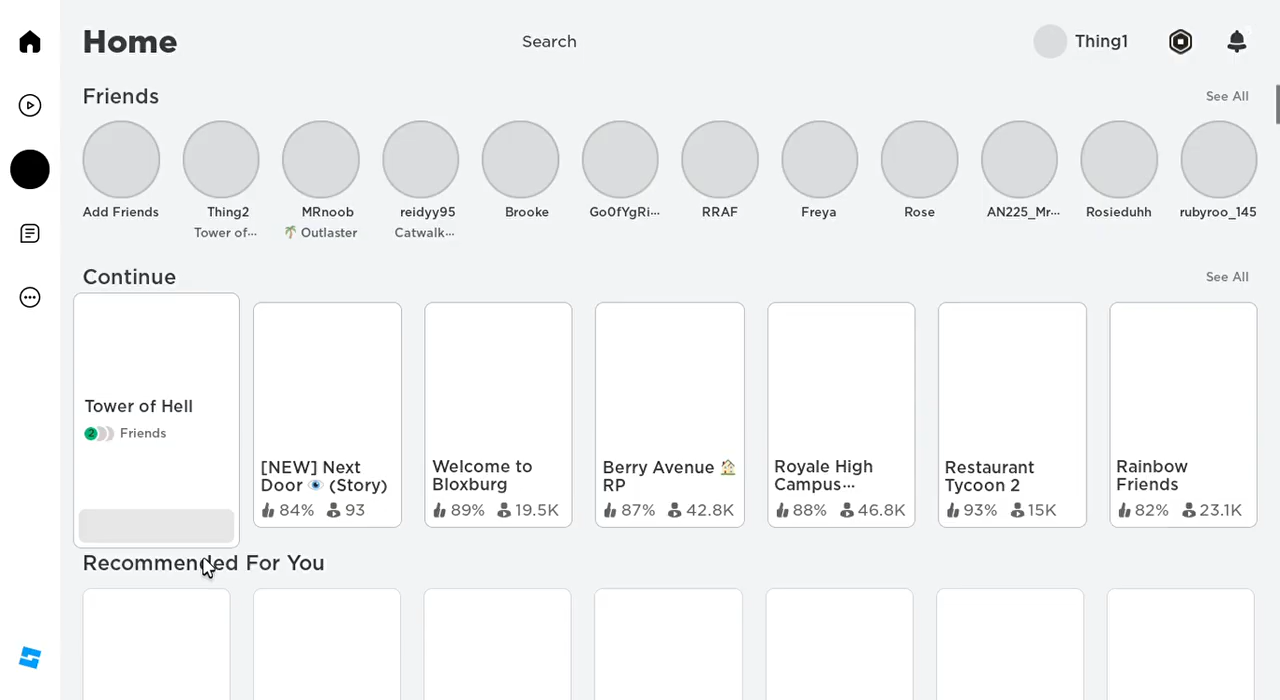 Home
Search
Thing1
Friends
See All
Add Friends
Thing2
MRnoob
reidyy95
Brooke
Go0fYgRi···
RRAF
Freya
Rose
AN225_Mr···
Rosieduhh
rubyroo_145
Tower of···
🌴 Outlaster
Catwalk···
Continue
See All
Tower of Hell
2 Friends
[NEW] Next
Door 👁 (Story)
84% 93
Welcome to
Bloxburg
89% 19.5K
Berry Avenue 🏠
RP
87% 42.8K
Royale High
Campus···
88% 46.8K
Restaurant
Tycoon 2
93% 15K
Rainbow
Friends
82% 23.1K
Recommended For You